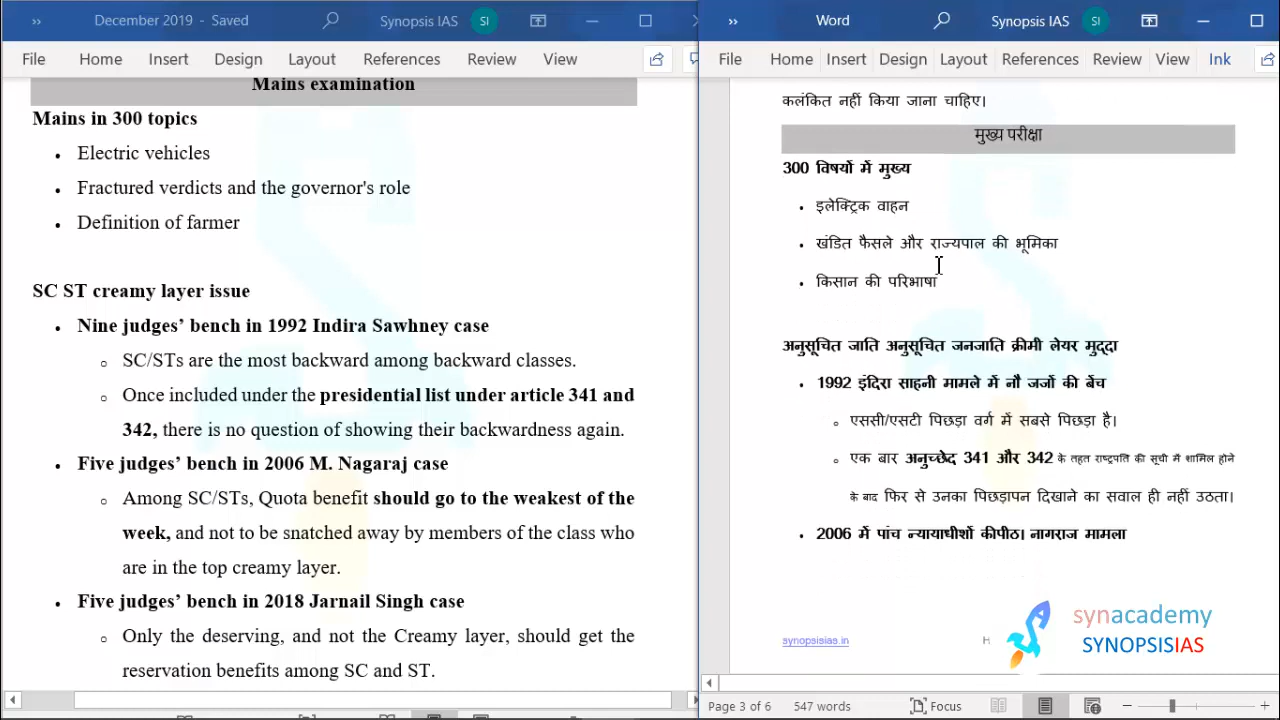 December 2019 - Saved
Synopsis IAS
SI
File Home Insert Design Layout References Review View
Mains examination
Mains in 300 topics
• Electric vehicles
• Fractured verdicts and the governor's role
• Definition of farmer
SC ST creamy layer issue
• Nine judges’ bench in 1992 Indira Sawhney case
o SC/STs are the most backward among backward classes.
o Once included under the presidential list under article 341 and
342, there is no question of showing their backwardness again.
• Five judges’ bench in 2006 M. Nagaraj case
o Among SC/STs, Quota benefit should go to the weakest of the
week, and not to be snatched away by members of the class who
are in the top creamy layer.
• Five judges’ bench in 2018 Jarnail Singh case
o Only the deserving, and not the Creamy layer, should get the
reservation benefits among SC and ST.
Word
Synopsis IAS
SI
File Home Insert Design Layout References Review View Ink
कलंकित नहीं किया जाना चाहिए।
मुख्य परीक्षा
300 विषयों में मुख्य
• इलेक्ट्रिक वाहन
• खंडित फैसले और राज्यपाल की भूमिका
• किसान की परिभाषा
अनुसूचित जाति अनुसूचित जनजाति क्रीमी लेयर मुद्दा
• 1992 इंदिरा साहनी मामले में नौ जजों की बेंच
o एससी/एसटी पिछड़ा वर्ग में सबसे पिछड़ा है।
o एक बार अनुच्छेद 341 और 342 के तहत राष्ट्रपति की सूची में शामिल होने
के बाद फिर से उनका पिछड़ापन दिखाने का सवाल ही नहीं उठता।
• 2006 में पांच न्यायाधीशों कीपीठ। नागराज मामला
synopsisias.in
H
synacademy
SYNOPSISIAS
Page 3 of 6 547 words Focus